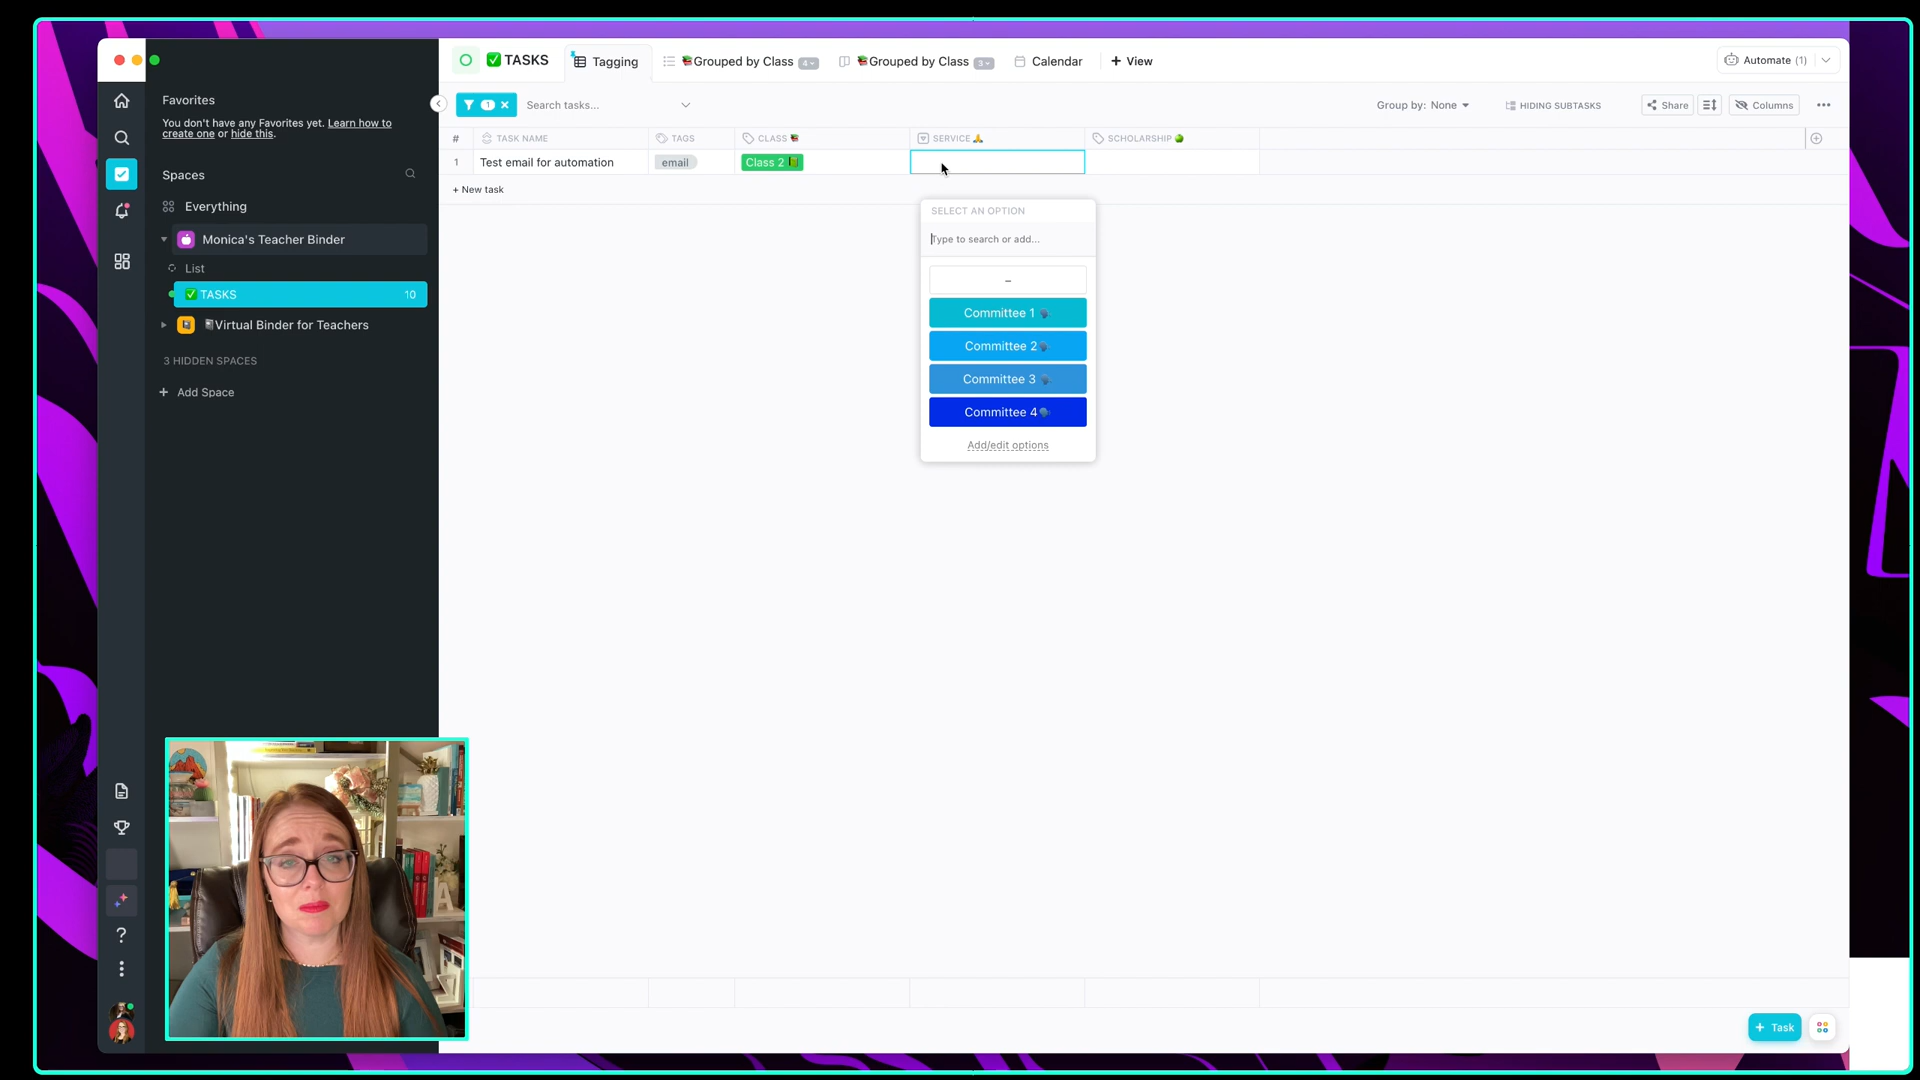 Favorites
You don't have any Favorites yet. Learn how to
create one or hide this.
Spaces
Everything
Monica's Teacher Binder
List
✅ TASKS 10
Virtual Binder for Teachers
3 HIDDEN SPACES
+ Add Space
✅ TASKS
Tagging
Grouped by Class 4
Grouped by Class 3
Calendar
+ View
Automate (1)
1
Search tasks...
Group by: None
HIDING SUBTASKS
Share
Columns
# TASK NAME TAGS CLASS SERVICE SCHOLARSHIP
1 Test email for automation email Class 2
+ New task
SELECT AN OPTION
Type to search or add...
–
Committee 1
Committee 2
Committee 3
Committee 4
Add/edit options
A
+ Task